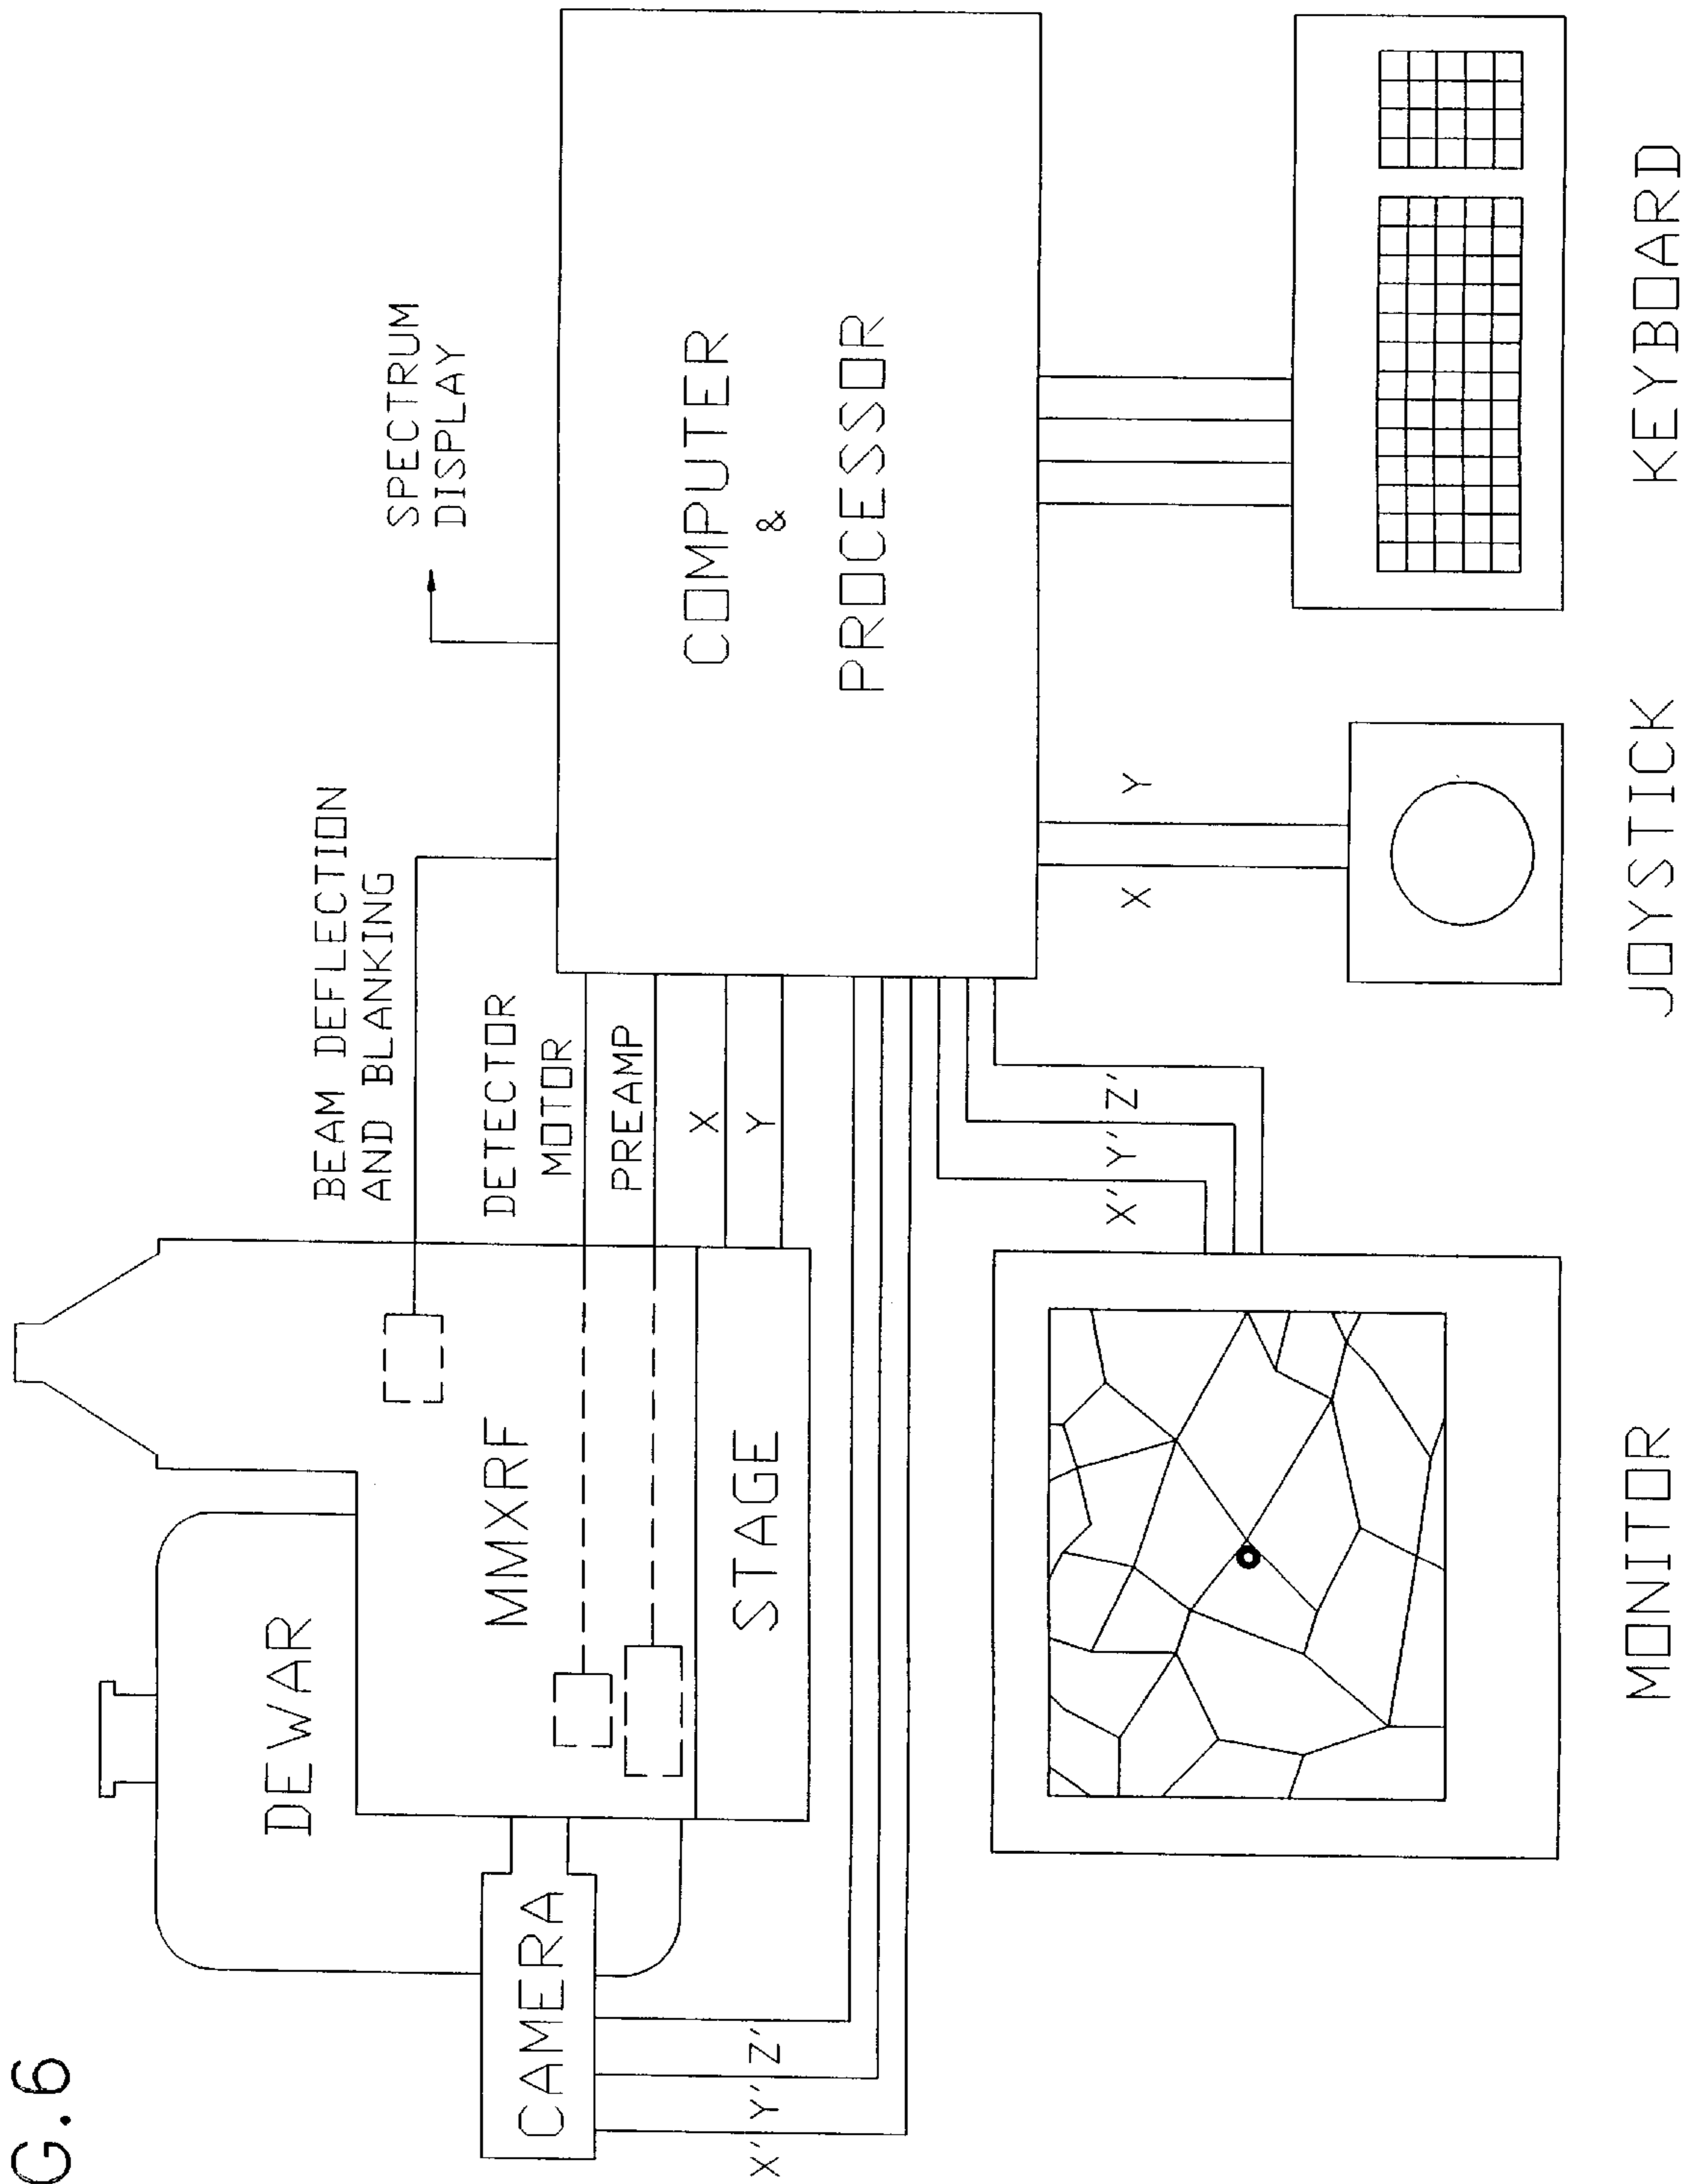 G.6
DEWAR
MMXRF
STAGE
CAMERA
X' Y' Z'
BEAM DEFLECTION
AND BLANKING
DETECTOR
MOTOR
PREAMP
X
Y
SPECTRUM
DISPLAY
COMPUTER
&
PROCESSOR
X' Y' Z'
X Y
MONITOR
JOYSTICK
KEYBOARD